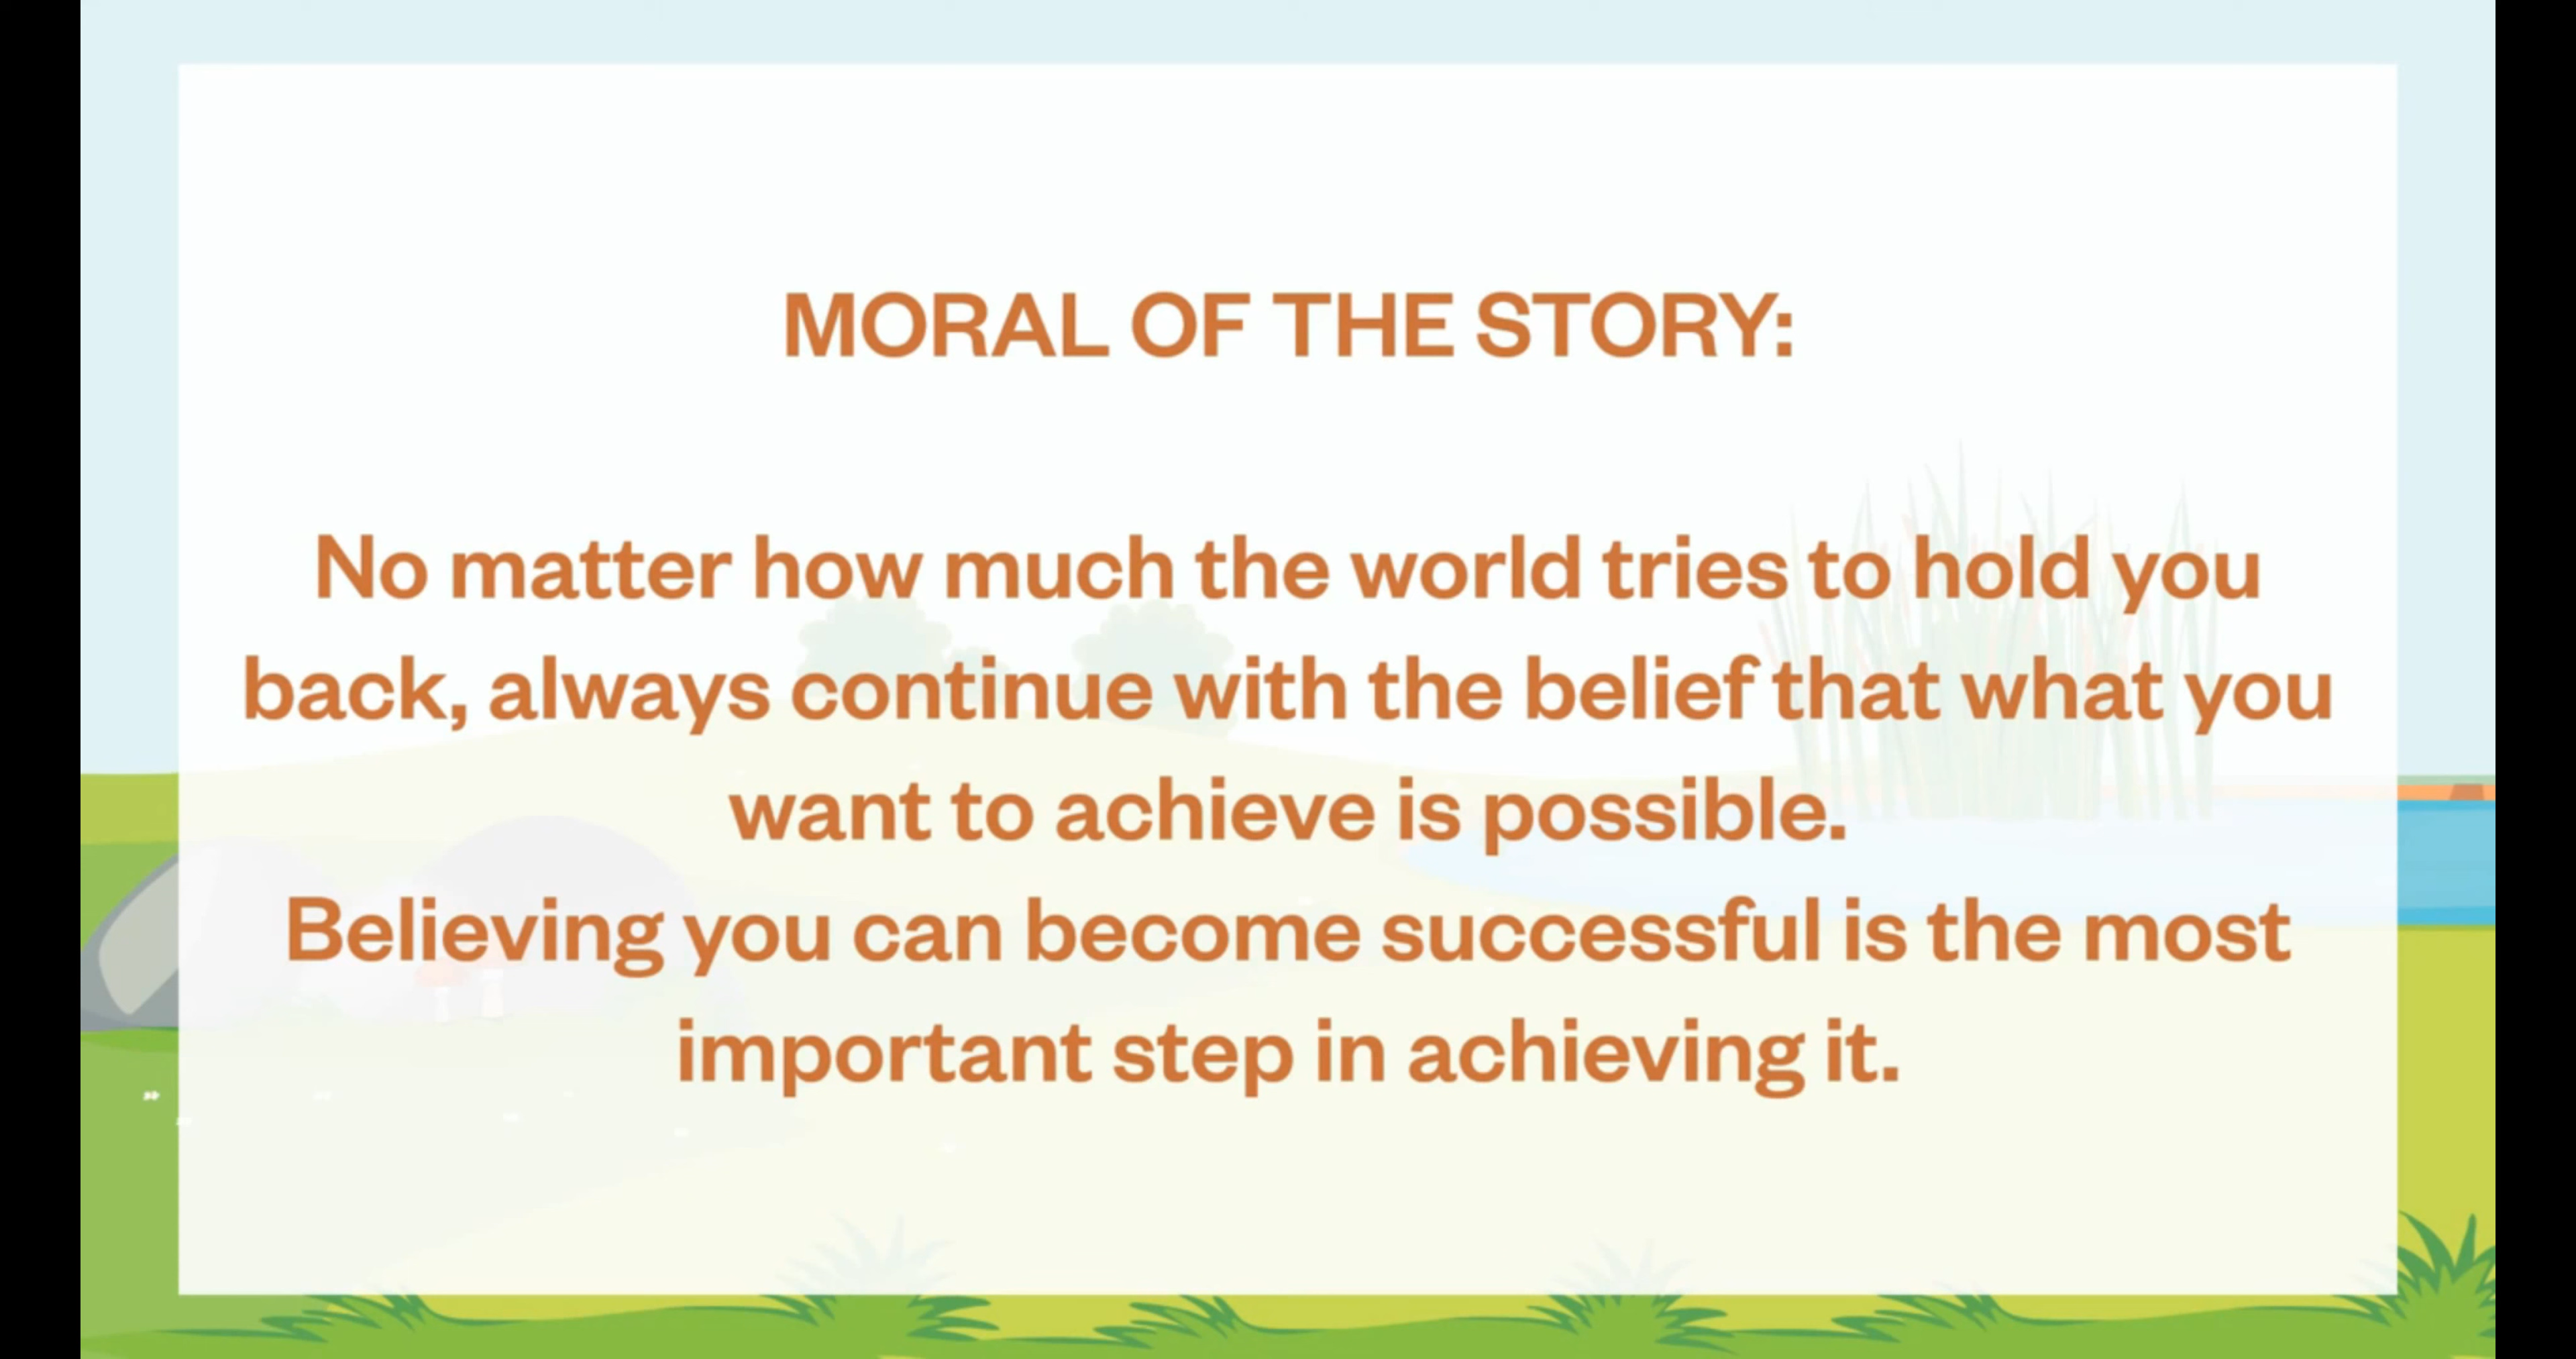 MORAL OF THE STORY:
No matter how much the world tries to hold you
back, always continue with the belief that what you
want to achieve is possible.
Believing you can become successful is the most
important step in achieving it.